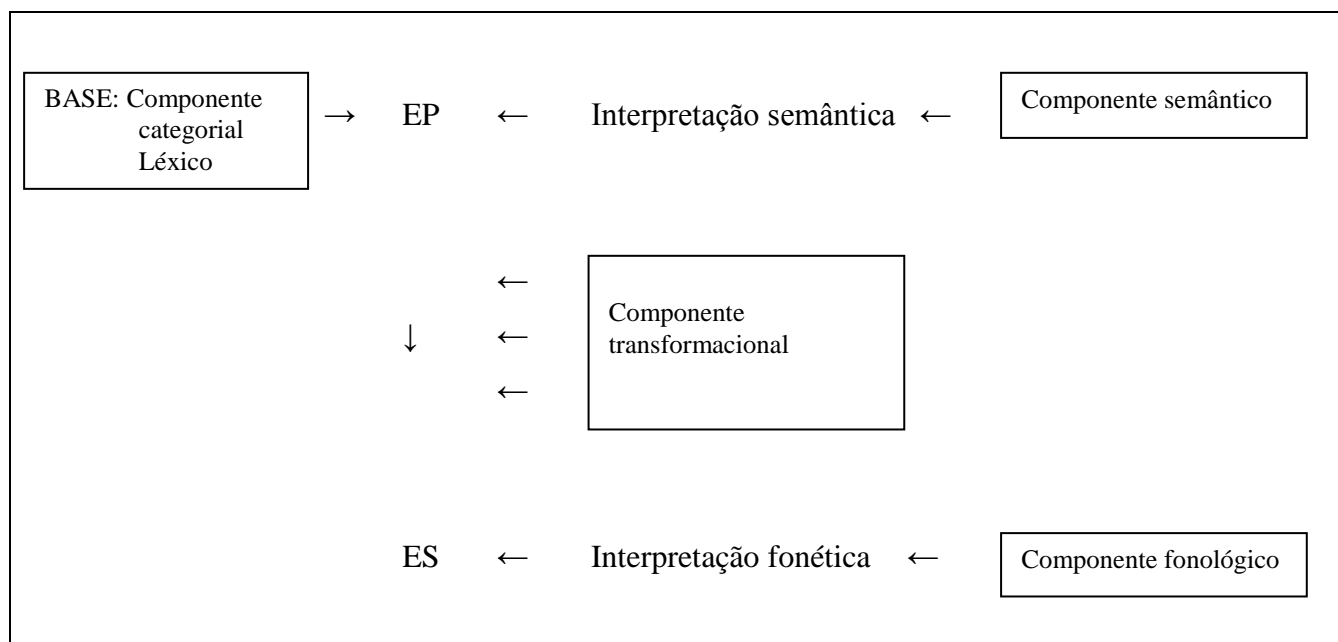 BASE: Componente
categorial
Léxico
→ EP ← Interpretação semântica ← Componente semântico
←
↓ ← Componente
transformacional
←
ES ← Interpretação fonética ← Componente fonológico